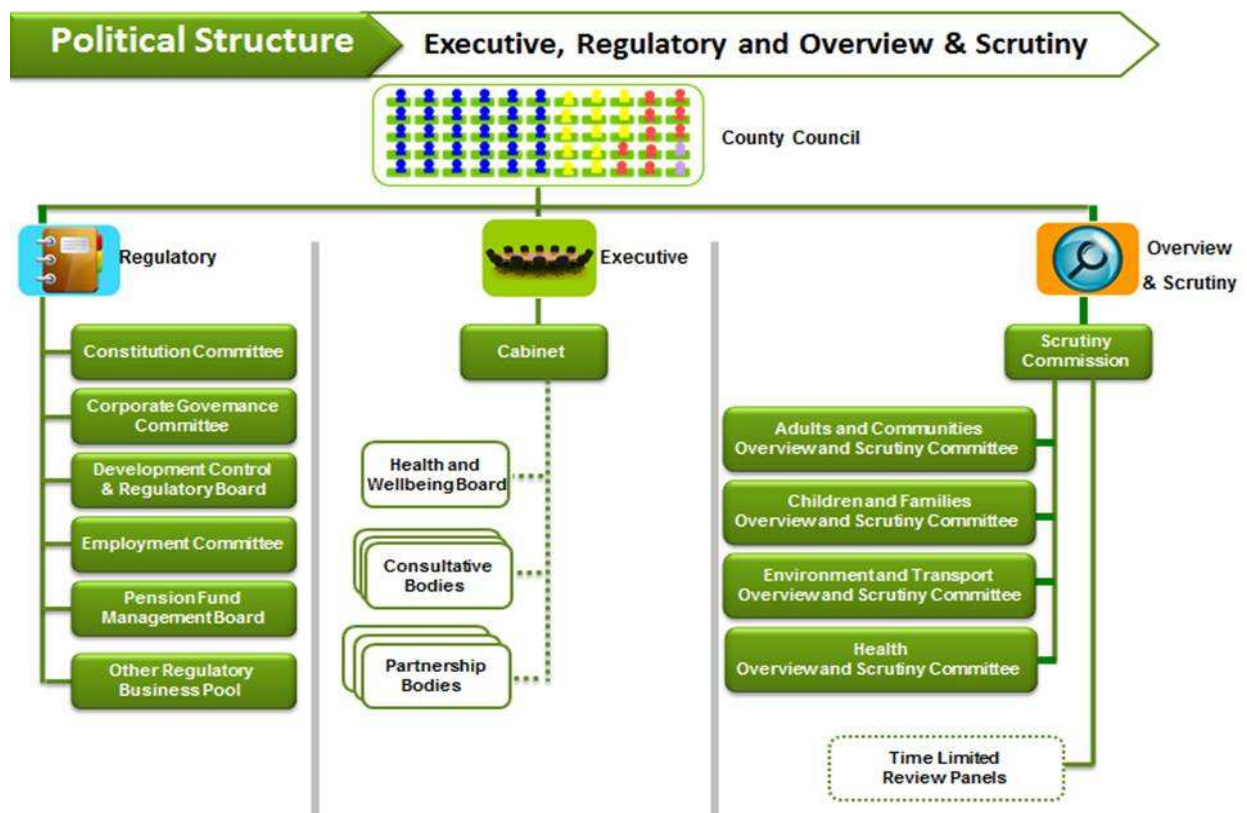 Political Structure
Executive, Regulatory and Overview & Scrutiny
County Council
Regulatory
Constitution Committee
Corporate Governance
Committee
Development Control
& Regulatory Board
Employment Committee
Pension Fund
Management Board
Other Regulatory
Business Pool
Executive
Cabinet
Health and
Wellbeing Board
Consultative
Bodies
Partnership
Bodies
Overview
& Scrutiny
Scrutiny
Commission
Adults and Communities
Overview and Scrutiny Committee
Children and Families
Overview and Scrutiny Committee
Environment and Transport
Overview and Scrutiny Committee
Health
Overview and Scrutiny Committee
Time Limited
Review Panels